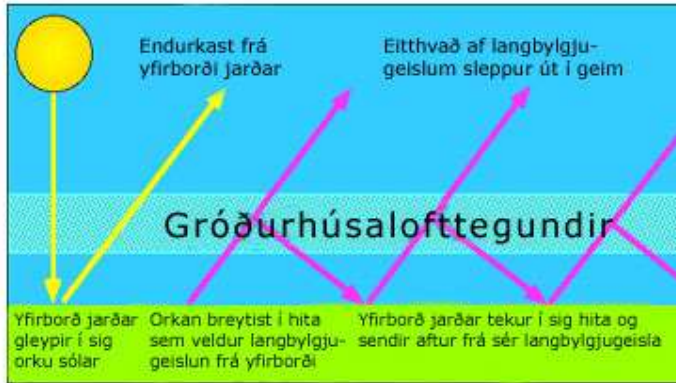 Endurkast frá
yfirborði jarðar
Eitthvað af langbylgju-
geislum sleppur út í geim
Gróðurhúsalofttegundir
Yfirborð jarðar
gleypir í sig
orku sólar
Orkan breytist í hita
sem veldur langbylgju-
geislun frá yfirborði
Yfirborð jarðar tekur í sig hita og
sendir aftur frá sér langbylgjugeisla